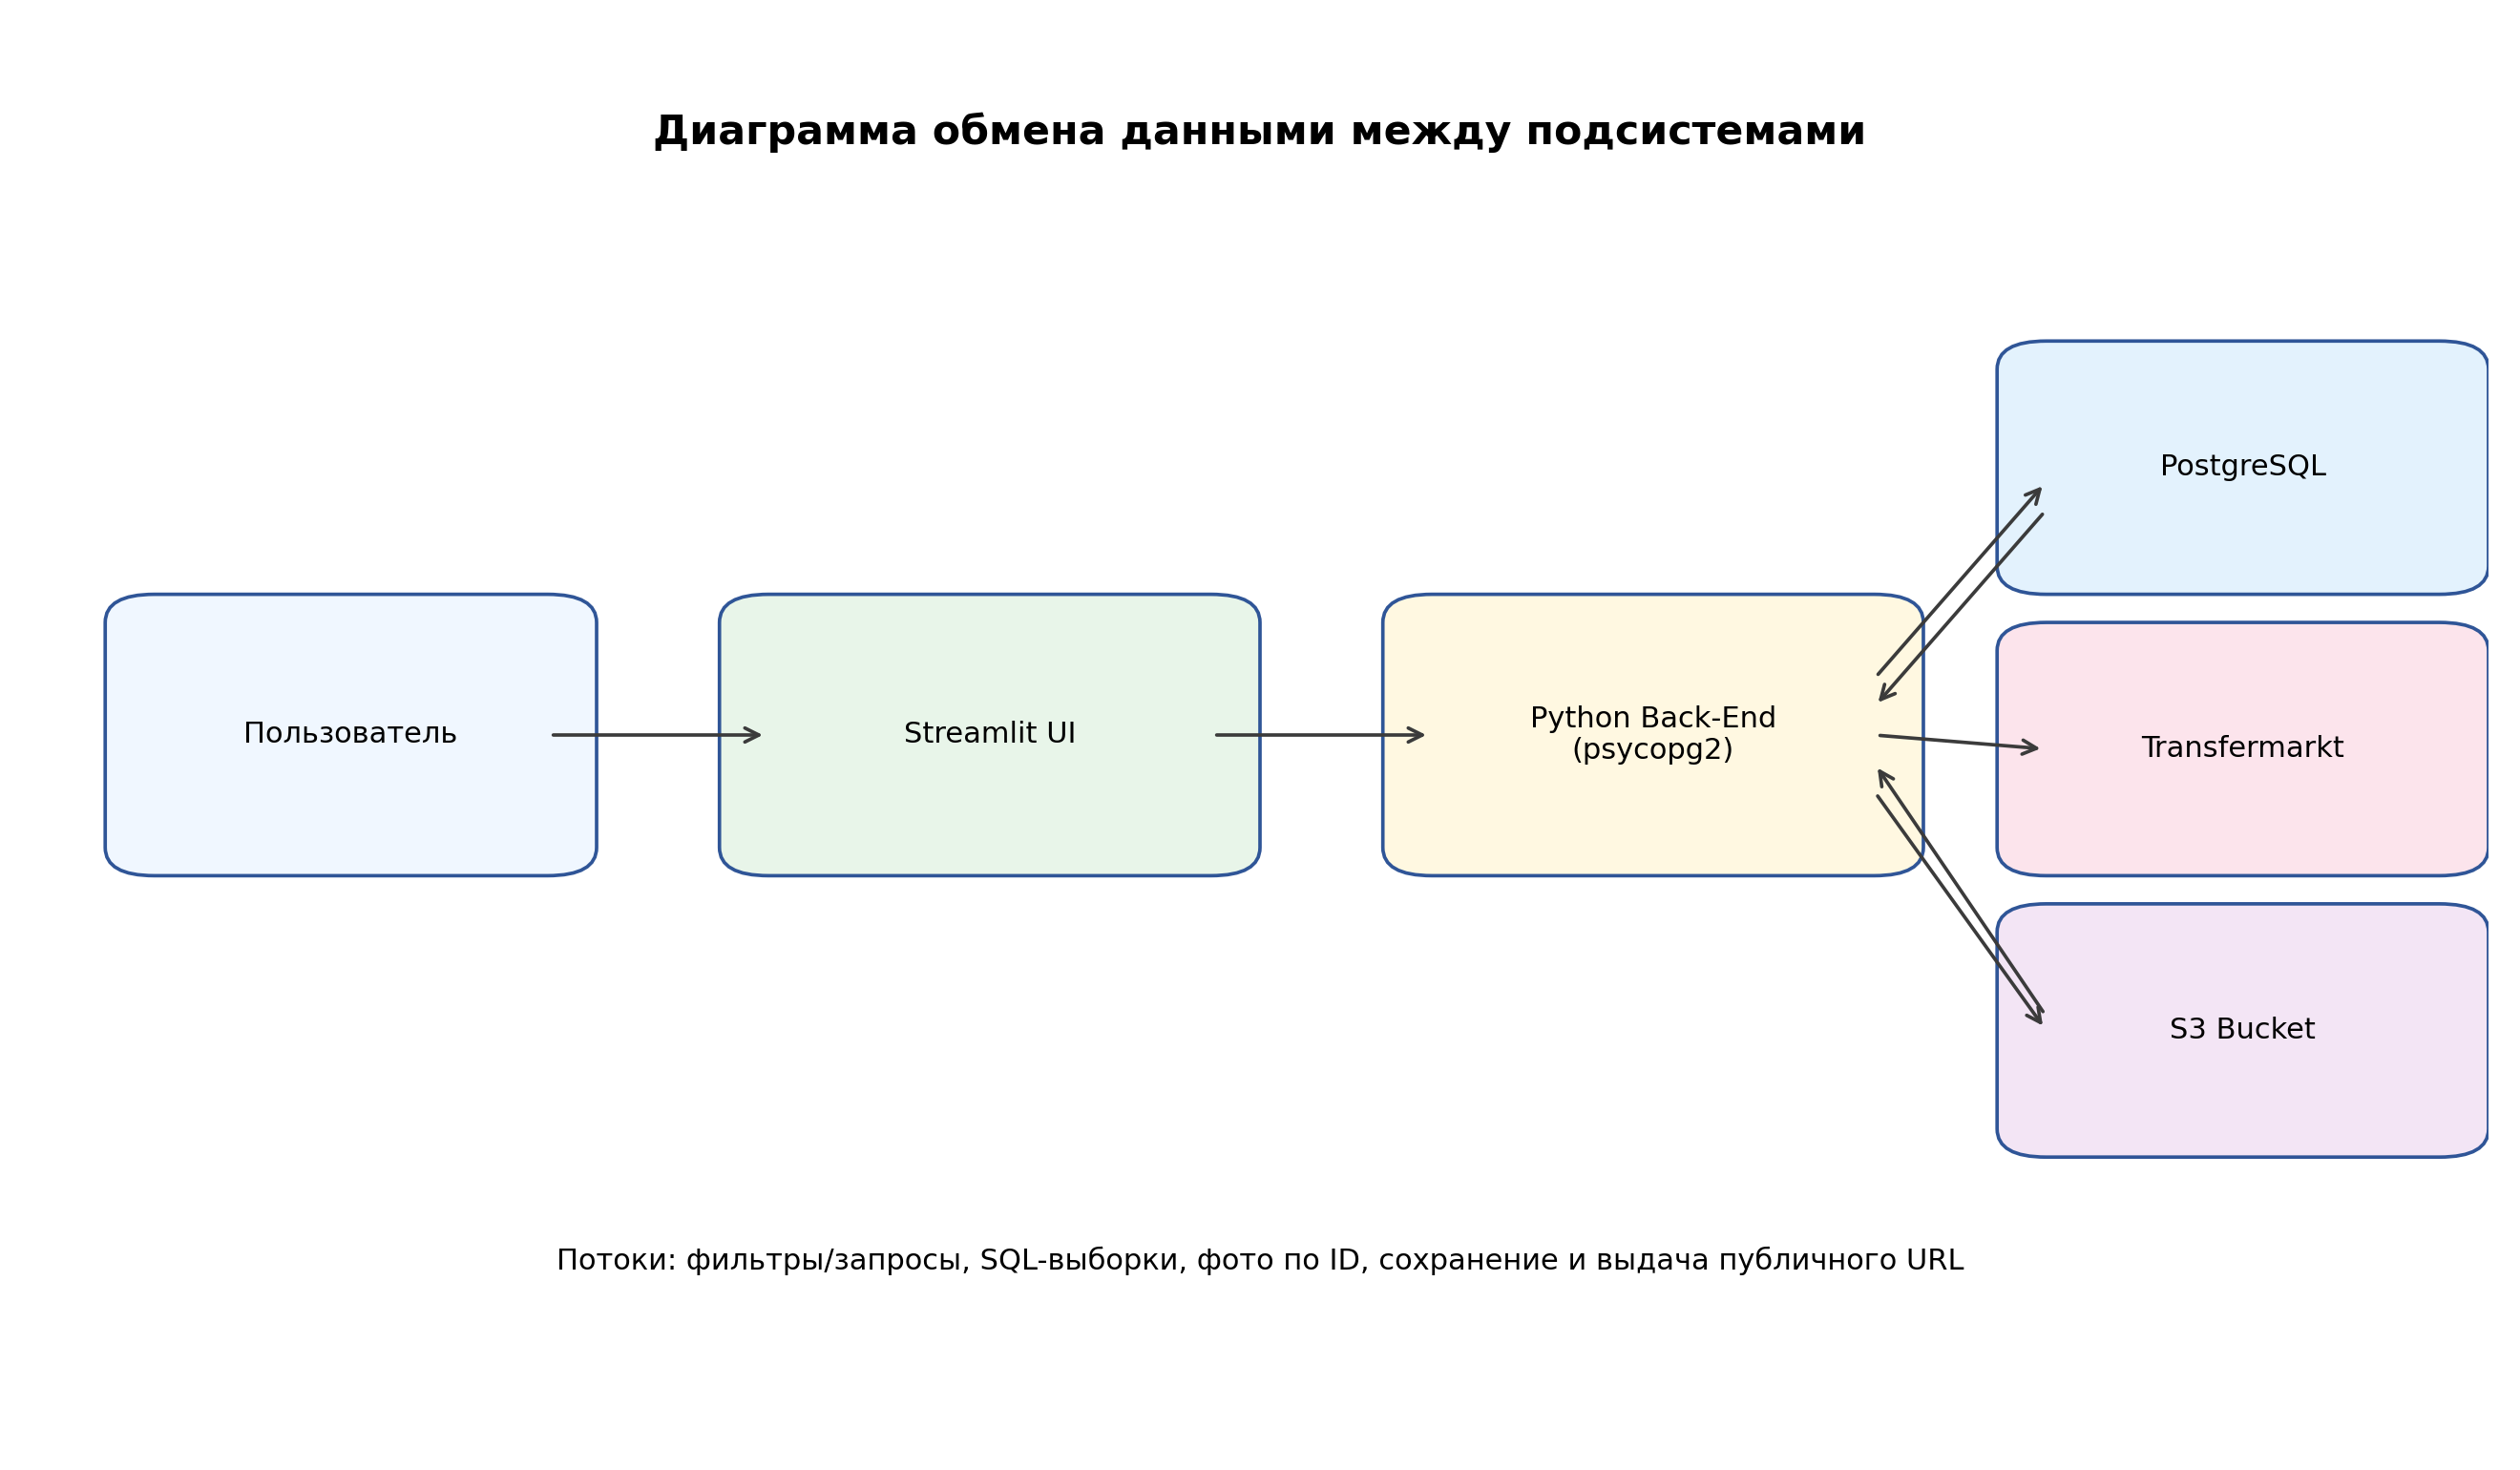 Диаграмма обмена данными между подсистемами
PostgreSQL
Пользователь
Streamlit UI
Python Back-End
(psycopg2)
Transfermarkt
S3 Bucket
Потоки: фильтры/запросы, SQL-выборки, фото по ID, сохранение и выдача публичного URL